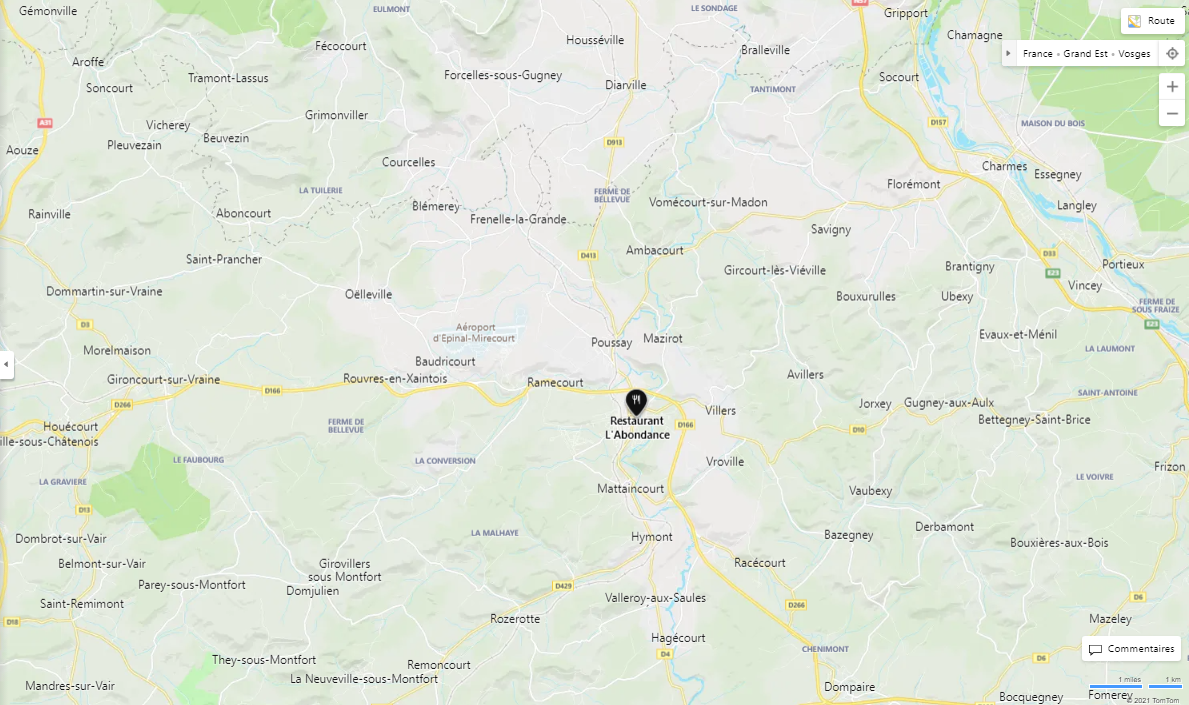 Gémonville
EULMONT
LE SONDAGE
Gripport
Route
Chamagne
Fécocourt
Housséville
Bralleville
France • Grand Est • Vosges
Aroffe
Tramont-Lassus
Forcelles-sous-Gugney
Socourt
Soncourt
Diarville
TANTIMONT
Grimonviller
A31
Vicherey
D157
MAISON DU BOIS
Beuvezin
Pleuvezain
D913
Aouze
Courcelles
Charmes
Essegney
LA TUILERIE
FERME DE
BELLEVUE
Florémont
Vomécourt-sur-Madon
Blémerey
Langley
Rainville
Aboncourt
Frenelle-la-Grande
Savigny
Ambacourt
D413
D33
Saint-Prancher
Portieux
Gircourt-lès-Viéville
Brantigny
E23
Vincey
Dommartin-sur-Vraine
Oëlleville
Bouxurulles
Ubexy
FERME DE
SOUS FRAIZE
D3
Aéroport
d'Epinal-Mirecourt
E23
Evaux-et-Ménil
Poussay
Mazirot
LA LAUMONT
Morelmaison
Baudricourt
Avillers
Gironcourt-sur-Vraine
Rouvres-en-Xaintois
Ramecourt
D166
SAINT-ANTOINE
D266
Jorxey
Gugney-aux-Aulx
Villers
Restaurant
L'Abondance
D166
Bettegney-Saint-Brice
Houécourt
FERME DE
BELLEVUE
D10
ille-sous-Châtenois
LE FAUBOURG
LA CONVERSION
Vroville
Frizon
LA GRAVIERE
LE VOIVRE
Mattaincourt
Vaubexy
D13
Derbamont
LA MALHAYE
Hymont
Bazegney
Dombrot-sur-Vair
Bouxières-aux-Bois
Belmont-sur-Vair
Girovillers
sous Montfort
Racécourt
Parey-sous-Montfort
Domjulien
D429
Valleroy-aux-Saules
D6
Saint-Remimont
D266
D18
Rozerotte
Mazeley
Hagécourt
Commentaires
CHENIMONT
D4
D6
They-sous-Montfort
Remoncourt
La Neuveville-sous-Montfort
1 miles
1 km
Mandres-sur-Vair
Dompaire
Bocquegney
Fomerey
© 2021 TomTom